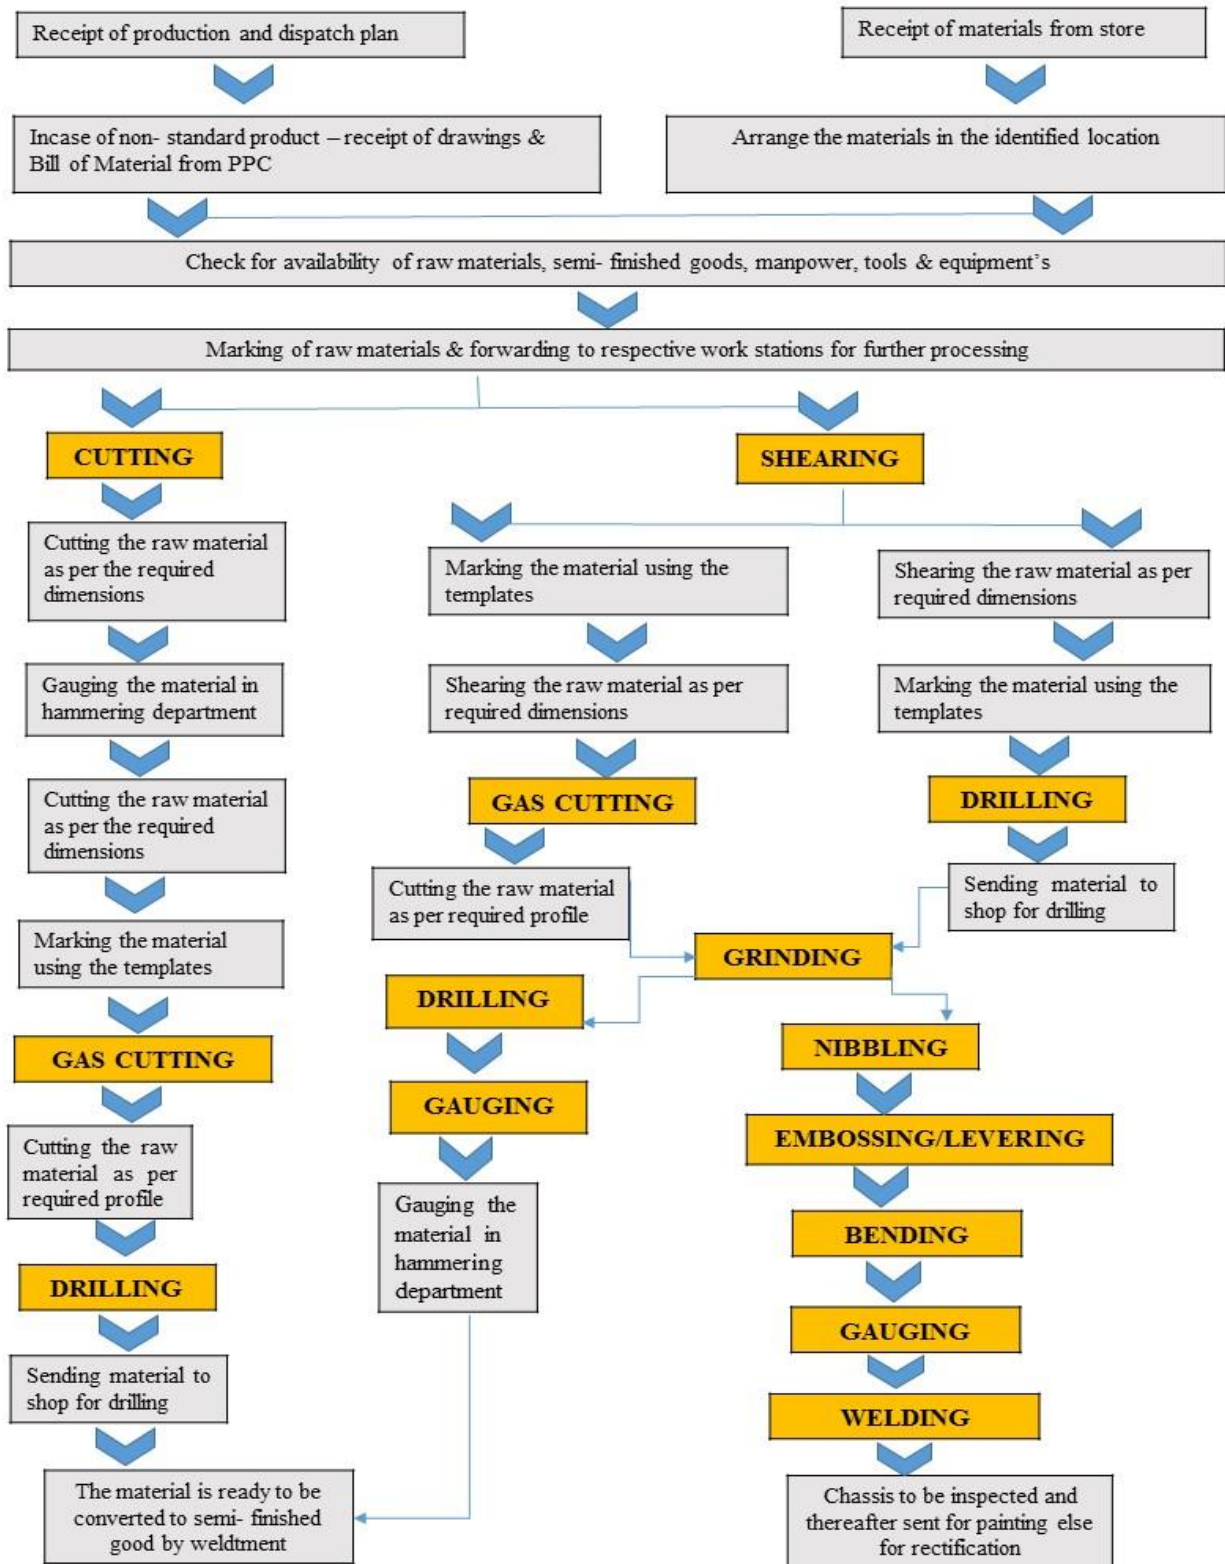 Receipt of production and dispatch plan
Receipt of materials from store
Incase of non- standard product – receipt of drawings &
Bill of Material from PPC
Arrange the materials in the identified location
Check for availability of raw materials, semi- finished goods, manpower, tools & equipment's
Marking of raw materials & forwarding to respective work stations for further processing
CUTTING
Cutting the raw material
as per the required
dimensions
Gauging the material in
hammering department
Cutting the raw material
as per the required
dimensions
Marking the material
using the templates
GAS CUTTING
Cutting the raw
material as per
required profile
DRILLING
Sending material to
shop for drilling
The material is ready to be
converted to semi- finished
good by weldtment
SHEARING
Marking the material using the
templates
Shearing the raw material as per
required dimensions
GAS CUTTING
Cutting the raw material
as per required profile
Shearing the raw material as per
required dimensions
Marking the material using the
templates
DRILLING
Sending material to
shop for drilling
GRINDING
DRILLING
GAUGING
Gauging the
material in
hammering
department
NIBBLING
EMBOSSING/LEVERING
BENDING
GAUGING
WELDING
Chassis to be inspected and
thereafter sent for painting else
for rectification